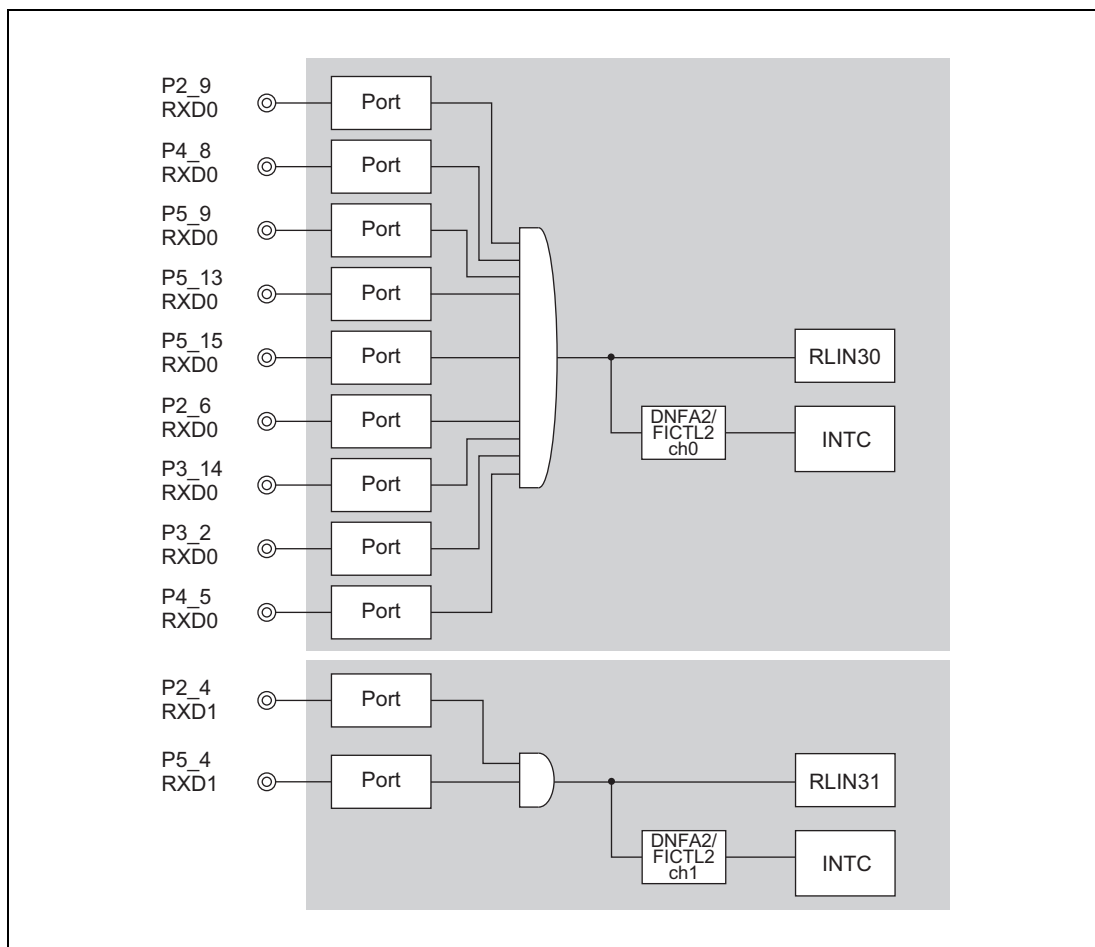 P2_9
RXD0
Port
P4_8
RXD0
Port
P5_9
RXD0
Port
P5_13
RXD0
Port
P5_15
RXD0
Port
P2_6
RXD0
Port
P3_14
RXD0
Port
P3_2
RXD0
Port
P4_5
RXD0
Port
RLIN30
DNFA2/
FICTL2
ch0
INTC
P2_4
RXD1
Port
P5_4
RXD1
Port
RLIN31
DNFA2/
FICTL2
ch1
INTC